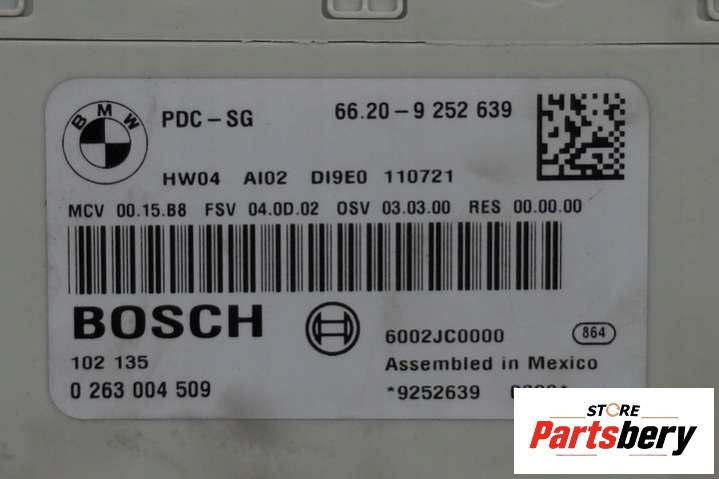 BMW
PDC – SG 66.20 – 9 252 639
HW04 AI02 DI9E0 110721
MCV 00.15.B8 FSV 04.0D.02 OSV 03.03.00 RES 00.00.00
BOSCH
6002JC0000 864
102 135 Assembled in Mexico
0 263 004 509 *9252639
STORE
Partsbery